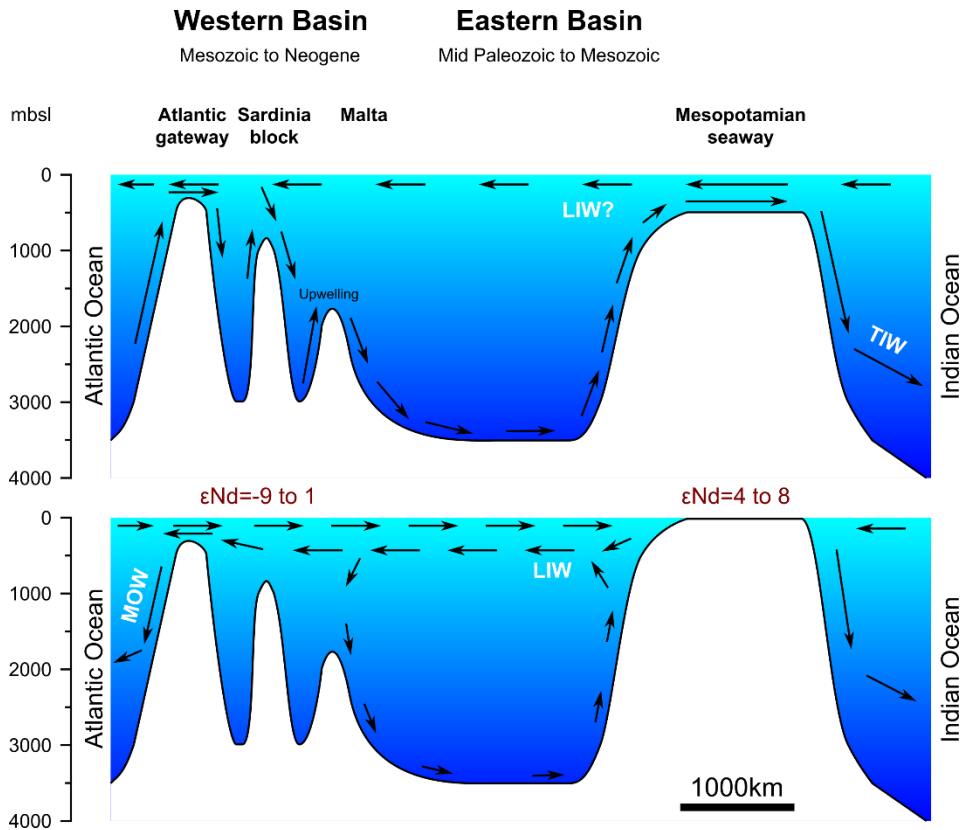 Western Basin
Eastern Basin
Mesozoic to Neogene
Mid Paleozoic to Mesozoic
mbsl
Atlantic
gateway
Sardinia
block
Malta
Mesopotamian
seaway
0
1000
2000
3000
4000
Atlantic Ocean
Upwelling
LIW?
TIW
Indian Ocean
εNd=-9 to 1
εNd=4 to 8
0
1000
2000
3000
4000
Atlantic Ocean
MOW
LIW
Indian Ocean
1000km